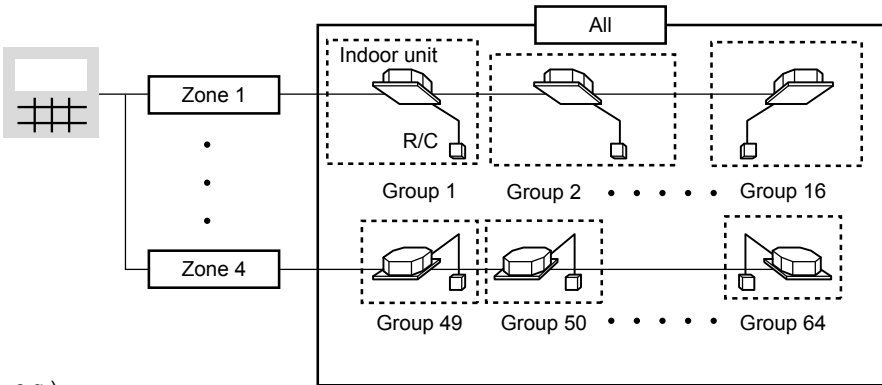 All
Indoor unit
Zone 1
R/C
Group 1 Group 2 Group 16
Zone 4
Group 49 Group 50 Group 64